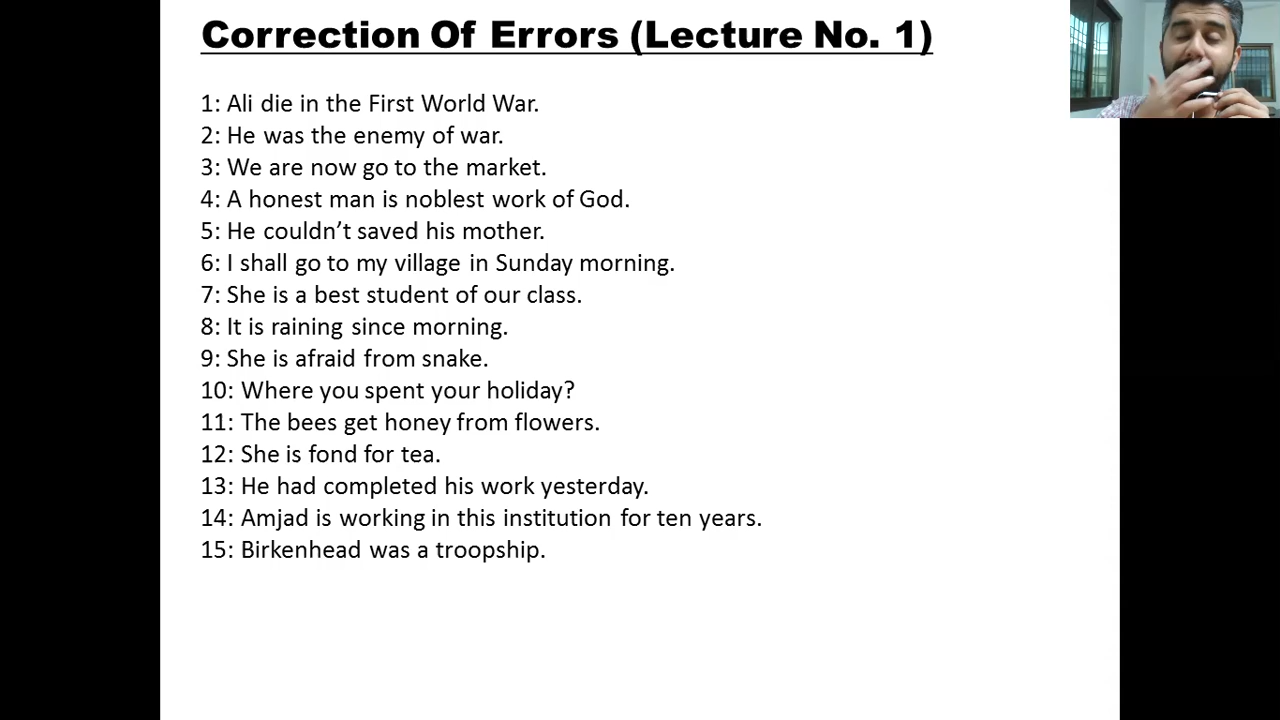 Correction Of Errors (Lecture No. 1)
1: Ali die in the First World War.
2: He was the enemy of war.
3: We are now go to the market.
4: A honest man is noblest work of God.
5: He couldn’t saved his mother.
6: I shall go to my village in Sunday morning.
7: She is a best student of our class.
8: It is raining since morning.
9: She is afraid from snake.
10: Where you spent your holiday?
11: The bees get honey from flowers.
12: She is fond for tea.
13: He had completed his work yesterday.
14: Amjad is working in this institution for ten years.
15: Birkenhead was a troopship.